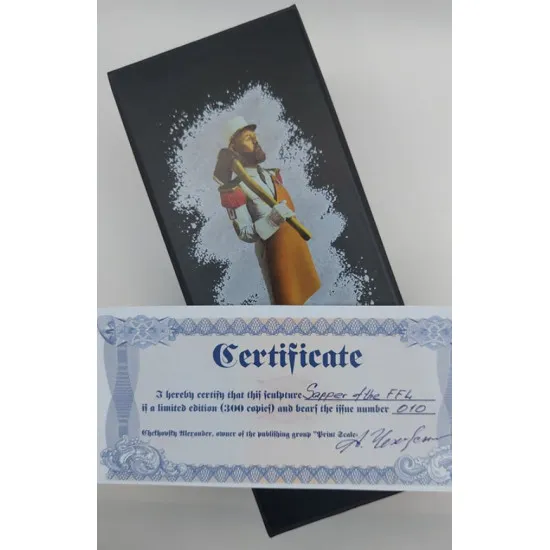 Certificate
I hereby certify that this sculpture Sapper of the FFL
is a limited edition (300 copies) and bears the issue number 010
Chekhovsky Alexander, owner of the publishing group "Print Scale"